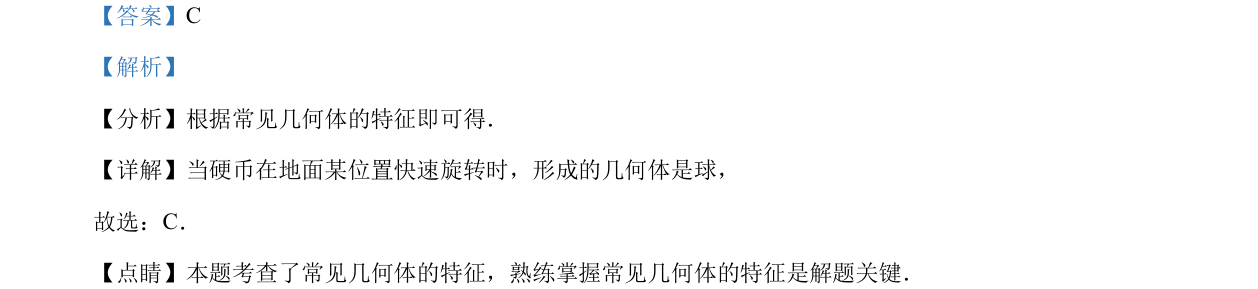 【答案】C
【解析】
【分析】根据常见几何体的特征即可得．
【详解】当硬币在地面某位置快速旋转时，形成的几何体是球，
故选：C．
【点睛】本题考查了常见几何体的特征，熟练掌握常见几何体的特征是解题关键．